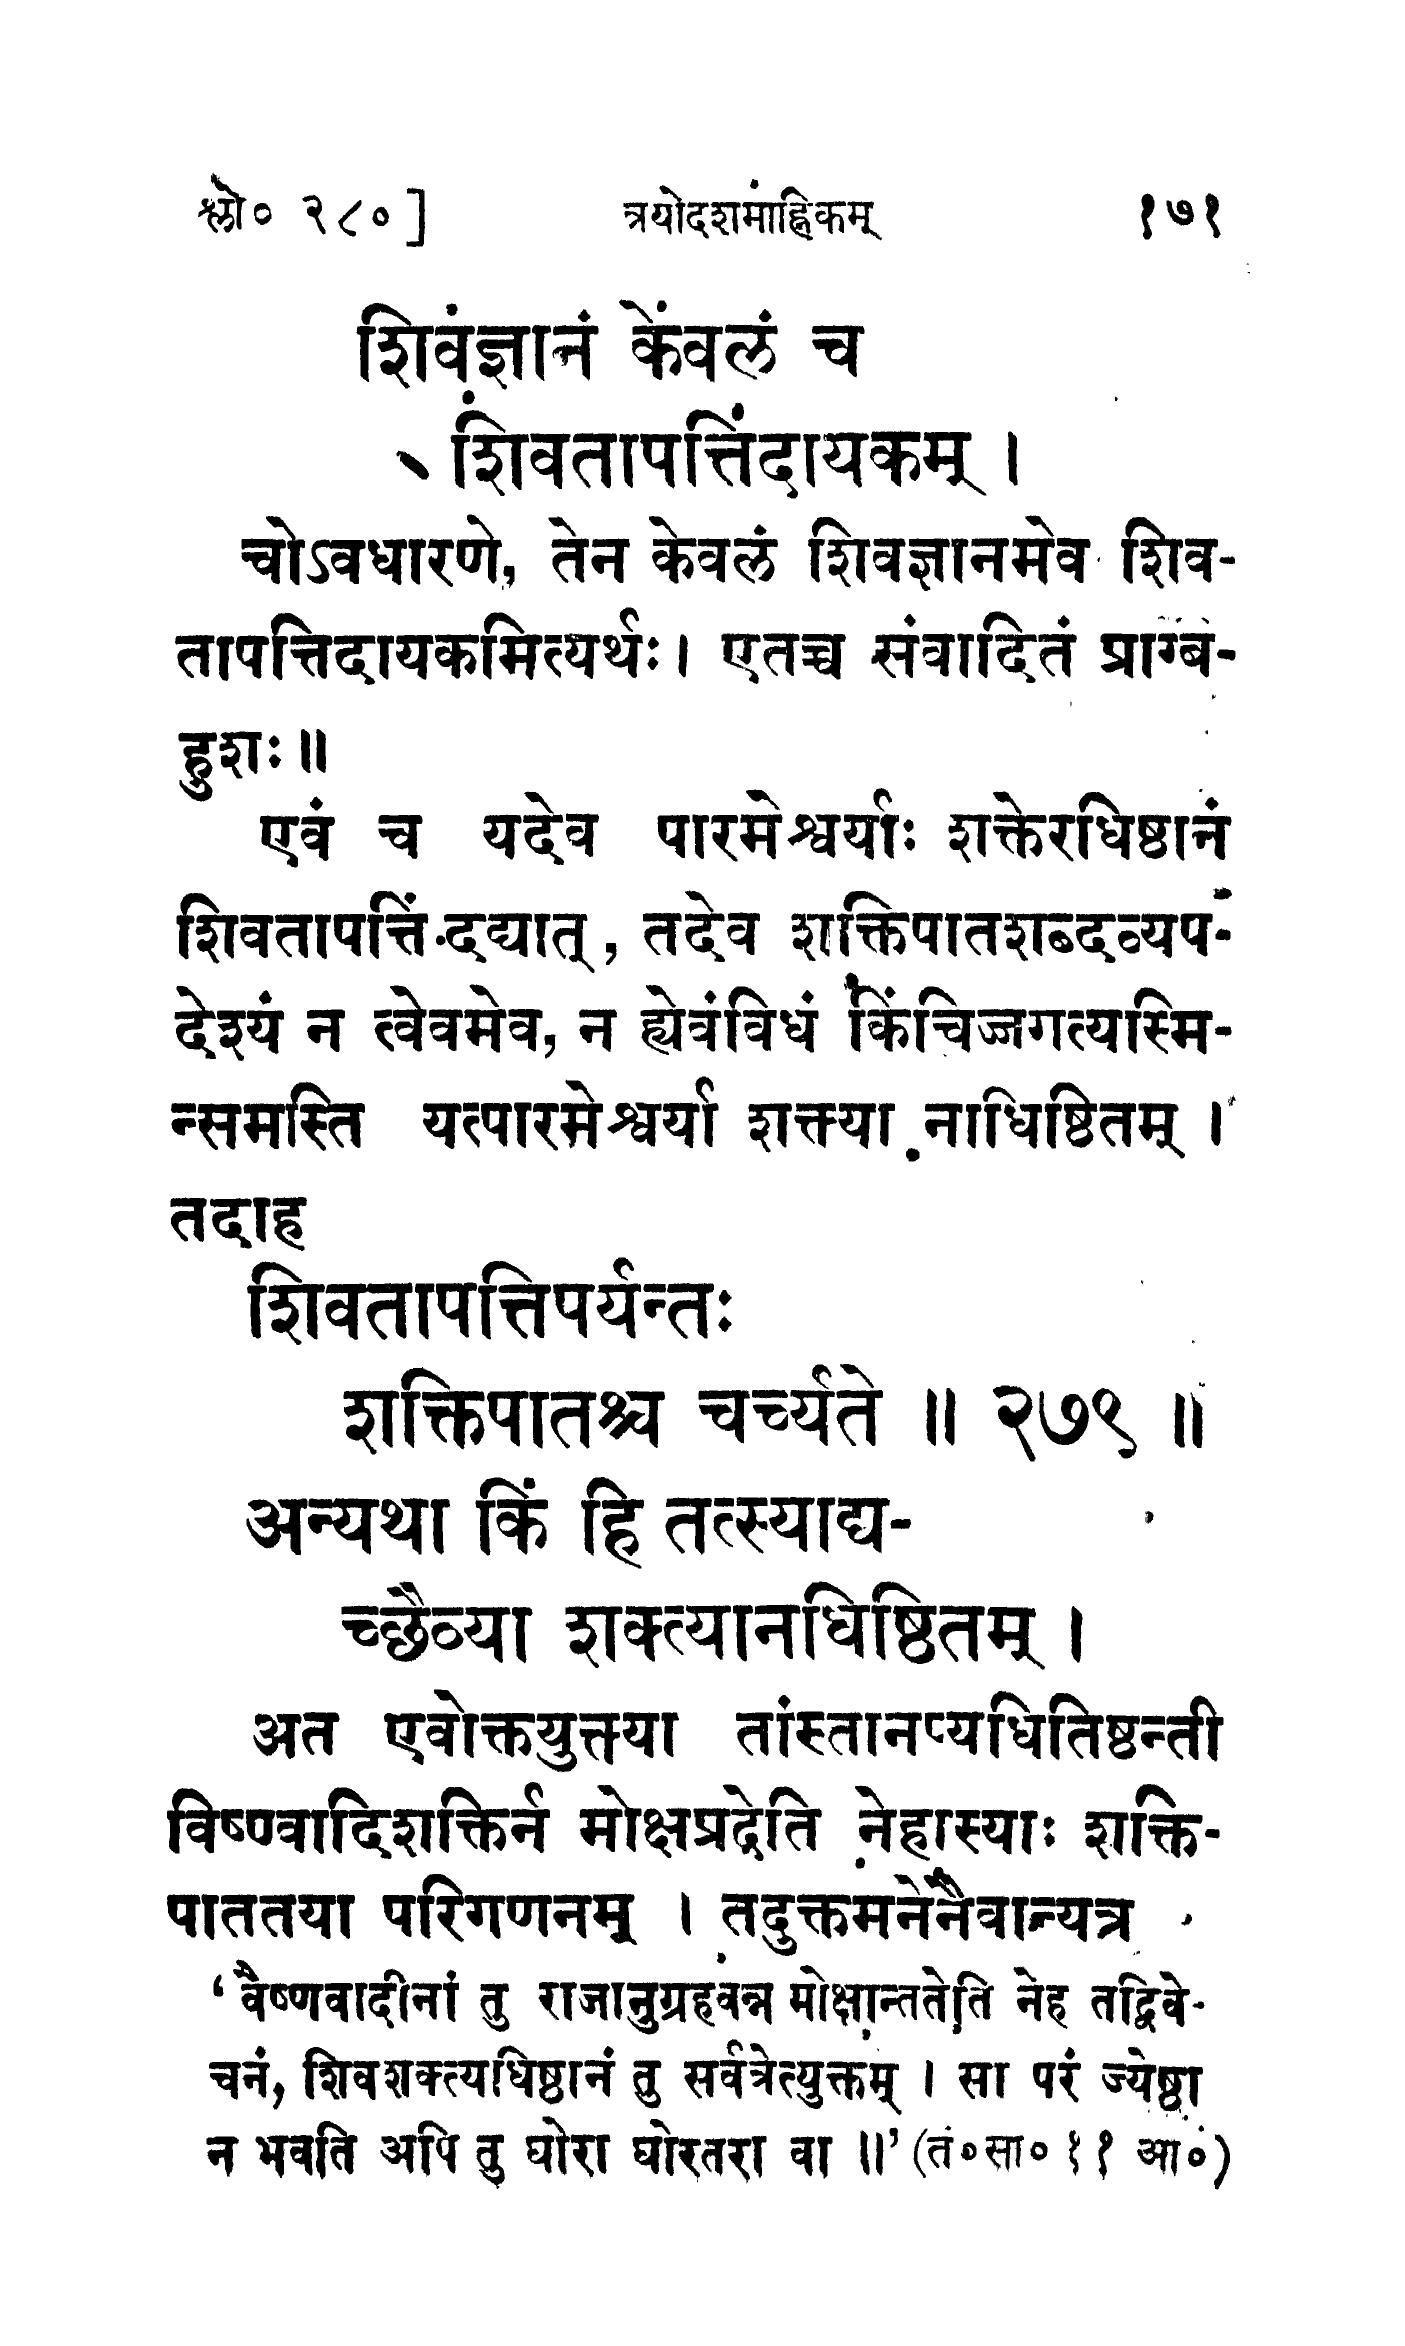 श्लो० २८०] त्रयोदशमाह्निकम् १७१
शिवज्ञानं केवलं च
शिवतापत्तिदायकम् ।
चोऽवधारणे, तेन केवलं शिवज्ञानमेव शिव-
तापत्तिदायकमित्यर्थः। एतच्च संवादितं प्राग्ब-
हुशः॥
एवं च यदेव पारमेश्वर्याः शक्तेरधिष्ठानं
शिवतापत्तिं दद्यात्, तदेव शक्तिपातशब्दव्यप-
देश्यं न त्वेवमेव, न ह्येवंविधं किंचिज्जगत्यस्मि-
न्समस्ति यत्पारमेश्वर्या शक्त्या नाधिष्ठितम् ।
तदाह
शिवतापत्तिपर्यन्तः
शक्तिपातश्च चर्च्यते ॥ २७९ ॥
अन्यथा किं हि तत्स्याद्य-
च्छैव्या शक्त्यानधिष्ठितम् ।
अत एवोक्तयुक्त्या तांस्तानप्यधितिष्ठन्ती
विष्ण्वादिशक्तिर्न मोक्षप्रदेति नेहास्याः शक्ति-
पाततया परिगणनम् । तदुक्तमनेनैवान्यत्र
‘वैष्णवादीनां तु राजानुग्रहवन्न मोक्षान्ततेति नेह तद्विवे-
चनं, शिवशक्त्यधिष्ठानं तु सर्वत्रेत्युक्तम् । सा परं ज्येष्ठा
न भवति अपि तु घोरा घोरतरा वा ॥’ (तं०सा० ११ आ०)